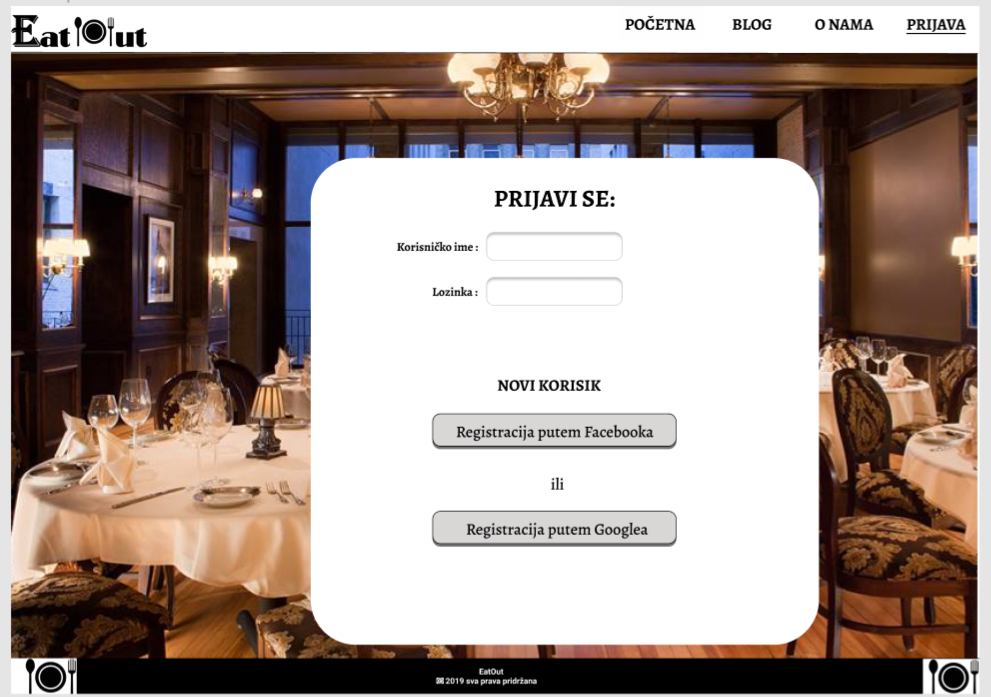 EatOut
POČETNA BLOG O NAMA PRIJAVA
PRIJAVI SE:
Korisničko ime :
Lozinka :
NOVI KORISIK
Registracija putem Facebooka
ili
Registracija putem Googlea
EatOut
2019 sva prava pridržana